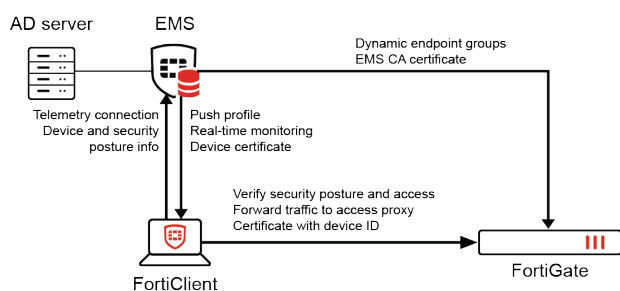 AD server
EMS
Dynamic endpoint groups
EMS CA certificate
Telemetry connection
Device and security
posture info
Push profile
Real-time monitoring
Device certificate
Verify security posture and access
Forward traffic to access proxy
Certificate with device ID
FortiClient
FortiGate